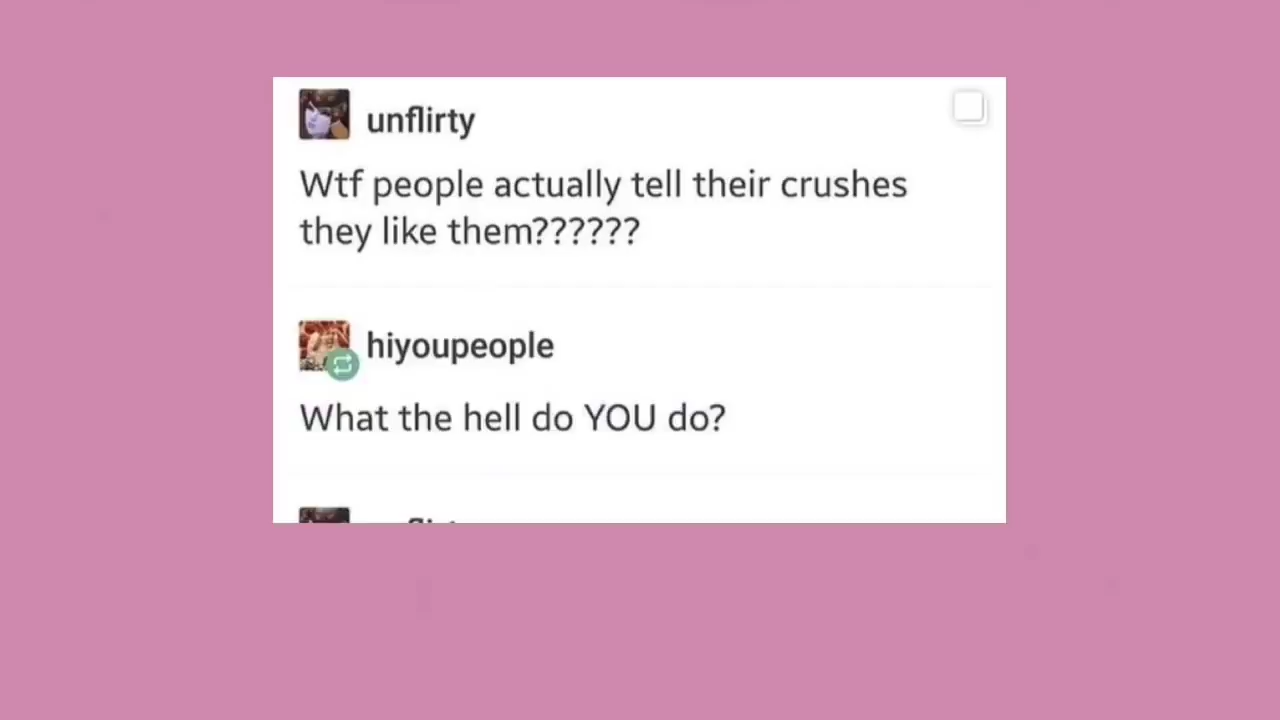 unflirty
Wtf people actually tell their crushes
they like them??????
hiyoupeople
What the hell do YOU do?